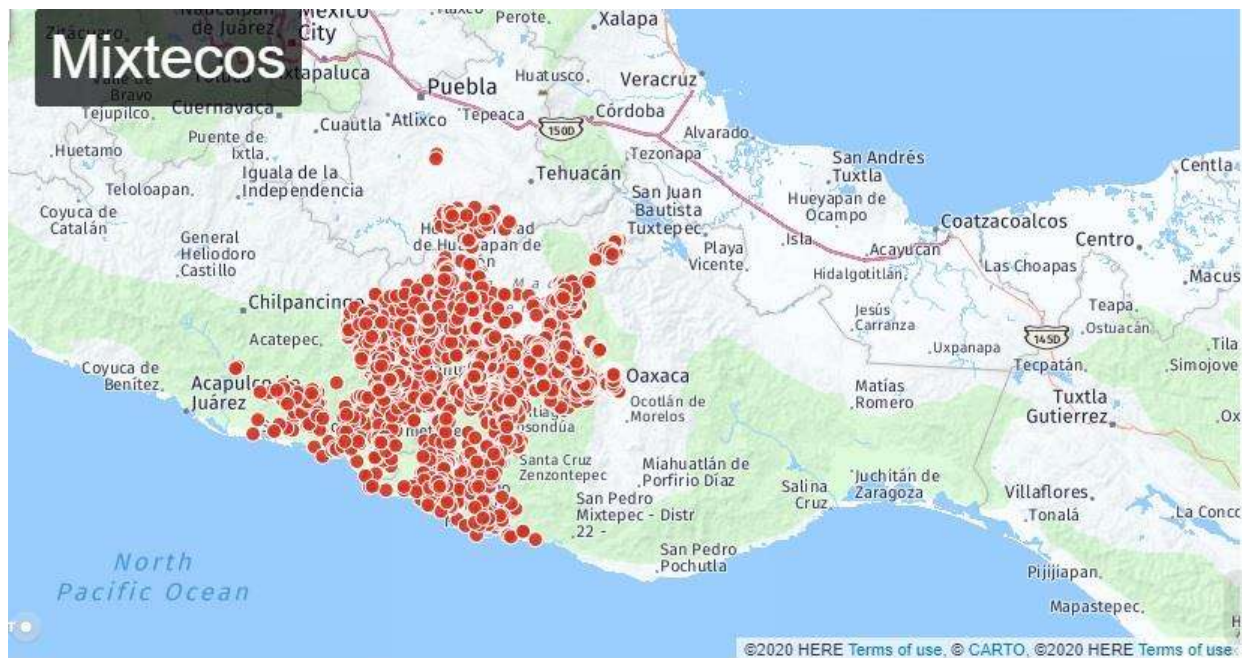 Mixtecos
City
Perote.
Xalapa
Puebla
Huatusco.
Veracruz
Tejupilco.
Cuernavaca
Cuautla
Atlixco
Tepeaca
150D
Córdoba
Alvarado
Huetamo
Puente de
Ixtla.
Tezonapa
San Andrés
Tuxtla
Centla
Teloloapan.
Iguala de la
Independencia
Tehuacán
San Juan
Bautista
Tuxtepec
Hueyapan de
Ocampo
Coyuca de
Catalán
Coatzacoalcos
General
Heliodoro
Castillo
Playa
Vicente
Isla
Acayucan
Centro
Hidalgotitlán
Las Choapas
Macus
Chilpancingo
Jesús
Carranza
Teapa
Ostuacán
Acatepec
Uxpanapa
145D
Tila
Tecpatán
Simojove
Coyuca de
Benítez
Acapulco de
Juárez
Oaxaca
Ocotlán de
Morelos
Matías
Romero
Tuxtla
Gutierrez
Ox
Santa Cruz
Zenzontepec
Miahuatlán de
Porfirio Díaz
Salina
Cruz
Juchitán de
Zaragoza
Villaflores
Tonalá
La Conc
San Pedro
Mixtepec - Distr
22 -
San Pedro
Pochutla
North
Pacific Ocean
Pijijiapan
Mapastepec
©2020 HERE Terms of use, © CARTO, ©2020 HERE Terms of use